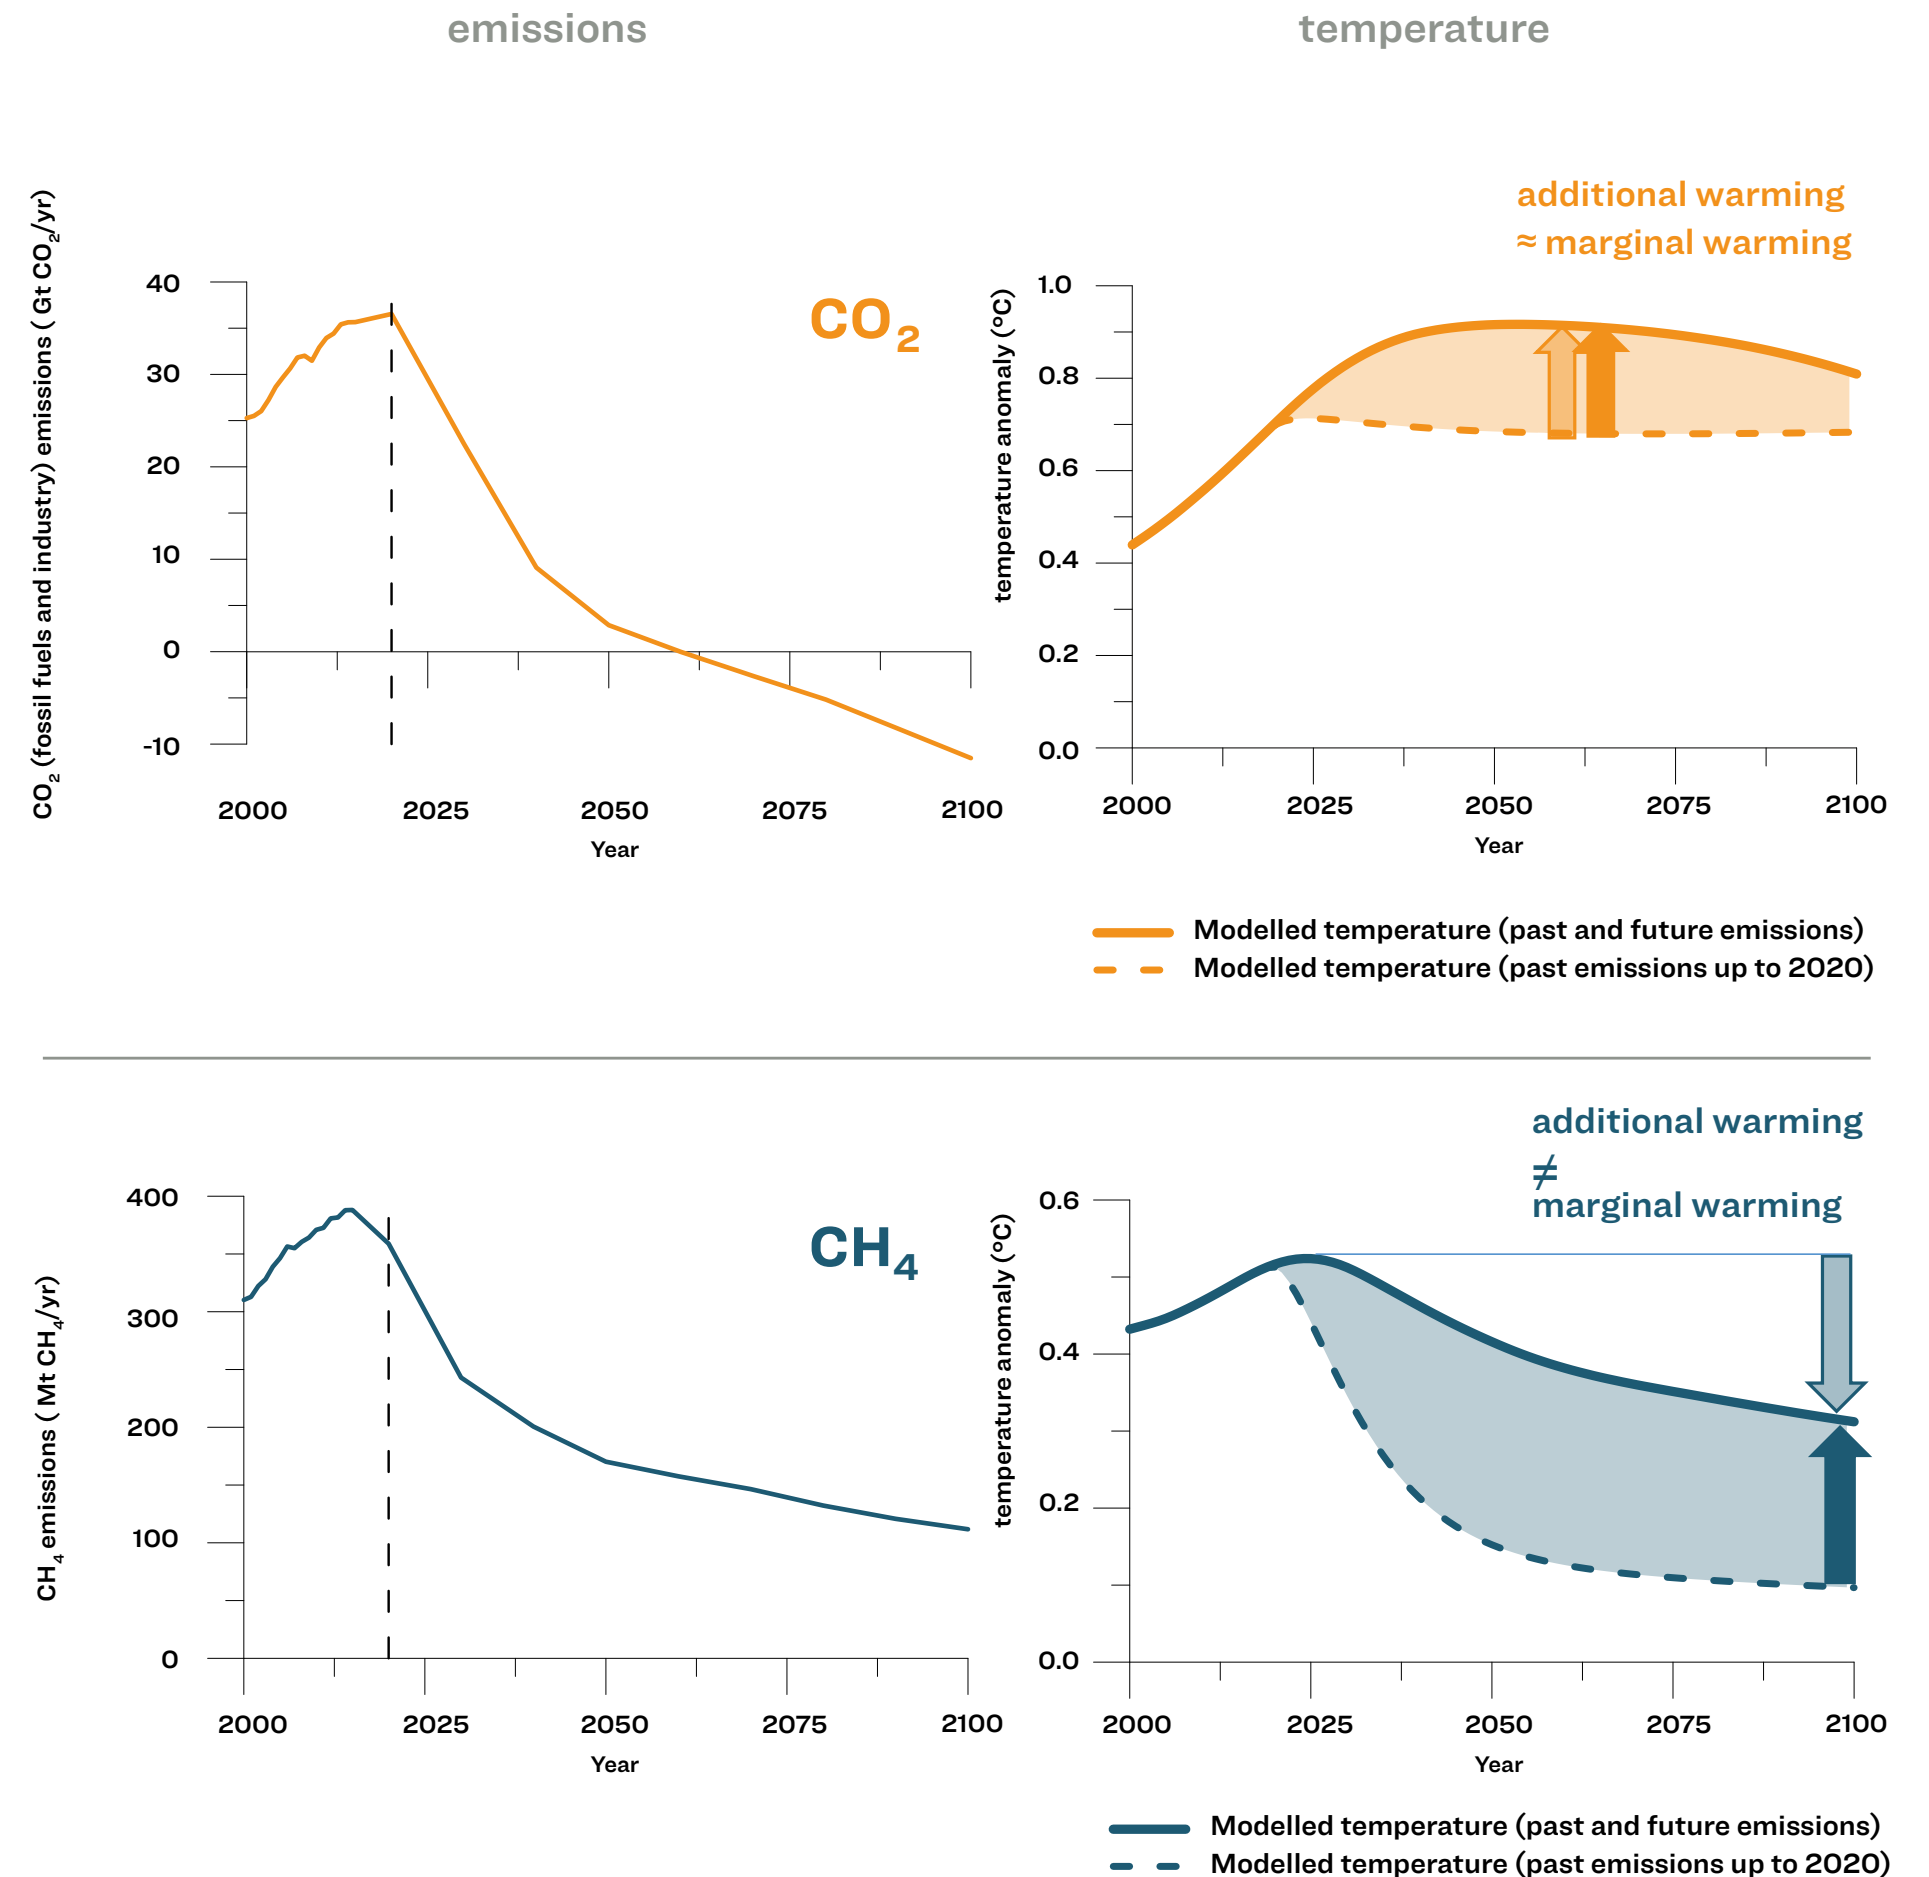 emissions
temperature
CO2 (fossil fuels and industry) emissions ( Gt CO2/yr)
40
30
20
10
0
-10
CO2
2000 2025 2050 2075 2100
Year
additional warming
≈ marginal warming
temperature anomaly (°C)
1.0
0.8
0.6
0.4
0.2
0.0
2000 2025 2050 2075 2100
Year
Modelled temperature (past and future emissions)
Modelled temperature (past emissions up to 2020)
CH4 emissions ( Mt CH4/yr)
400
300
200
100
0
CH4
2000 2025 2050 2075 2100
Year
additional warming
≠
marginal warming
temperature anomaly (°C)
0.6
0.4
0.2
0.0
2000 2025 2050 2075 2100
Year
Modelled temperature (past and future emissions)
Modelled temperature (past emissions up to 2020)